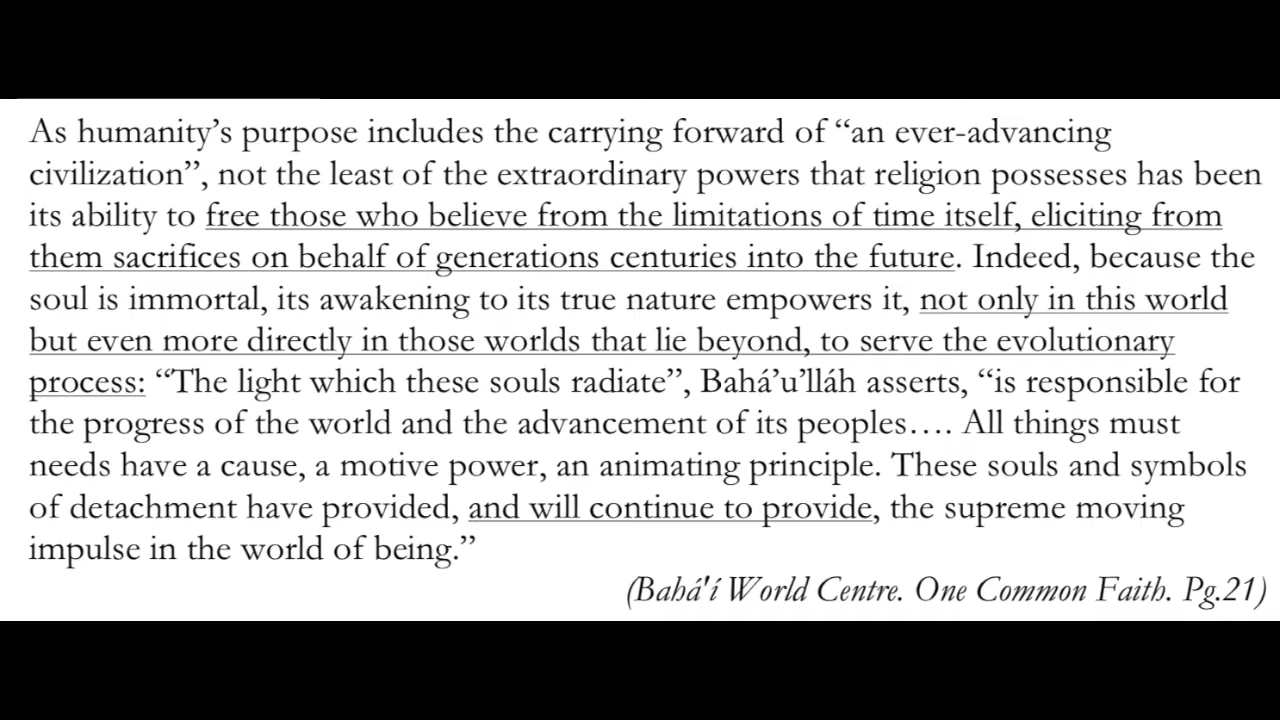 As humanity’s purpose includes the carrying forward of “an ever-advancing
civilization”, not the least of the extraordinary powers that religion possesses has been
its ability to free those who believe from the limitations of time itself, eliciting from
them sacrifices on behalf of generations centuries into the future. Indeed, because the
soul is immortal, its awakening to its true nature empowers it, not only in this world
but even more directly in those worlds that lie beyond, to serve the evolutionary
process: “The light which these souls radiate”, Bahá’u’lláh asserts, “is responsible for
the progress of the world and the advancement of its peoples…. All things must
needs have a cause, a motive power, an animating principle. These souls and symbols
of detachment have provided, and will continue to provide, the supreme moving
impulse in the world of being.”
(Bahá'í World Centre. One Common Faith. Pg.21)